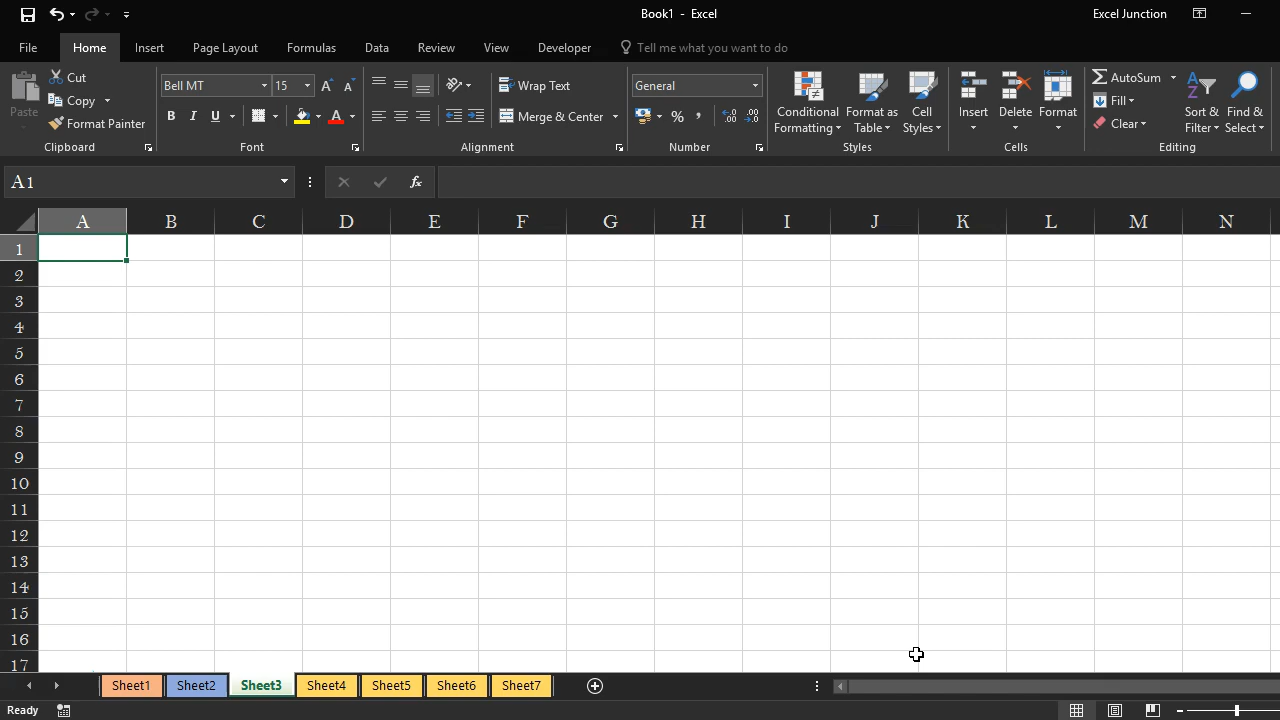 Book1 - Excel
Excel Junction
File Home Insert Page Layout Formulas Data Review View Developer Tell me what you want to do
Paste
Cut
Copy
Format Painter
Clipboard
Bell MT 15
B I U A
Font
Wrap Text
Merge & Center
Alignment
General
% ,
Number
Conditional Formatting
Format as Table
Cell Styles
Styles
Insert Delete Format
Cells
AutoSum
Fill
Clear
Sort & Filter
Find & Select
Editing
A1 fx
A B C D E F G H I J K L M N
1
2
3
4
5
6
7
8
9
10
11
12
13
14
15
16
17
Sheet1 Sheet2 Sheet3 Sheet4 Sheet5 Sheet6 Sheet7
Ready